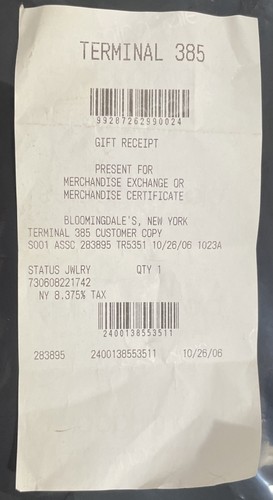 TERMINAL 385
99287262990024
GIFT RECEIPT
PRESENT FOR
MERCHANDISE EXCHANGE OR
MERCHANDISE CERTIFICATE
BLOOMINGDALE'S, NEW YORK
TERMINAL 385 CUSTOMER COPY
S001 ASSC 283895 TR5351 10/26/06 1023A
STATUS JWLRY QTY 1
730608221742
NY 8.375% TAX
2400138553511
283895 2400138553511 10/26/06